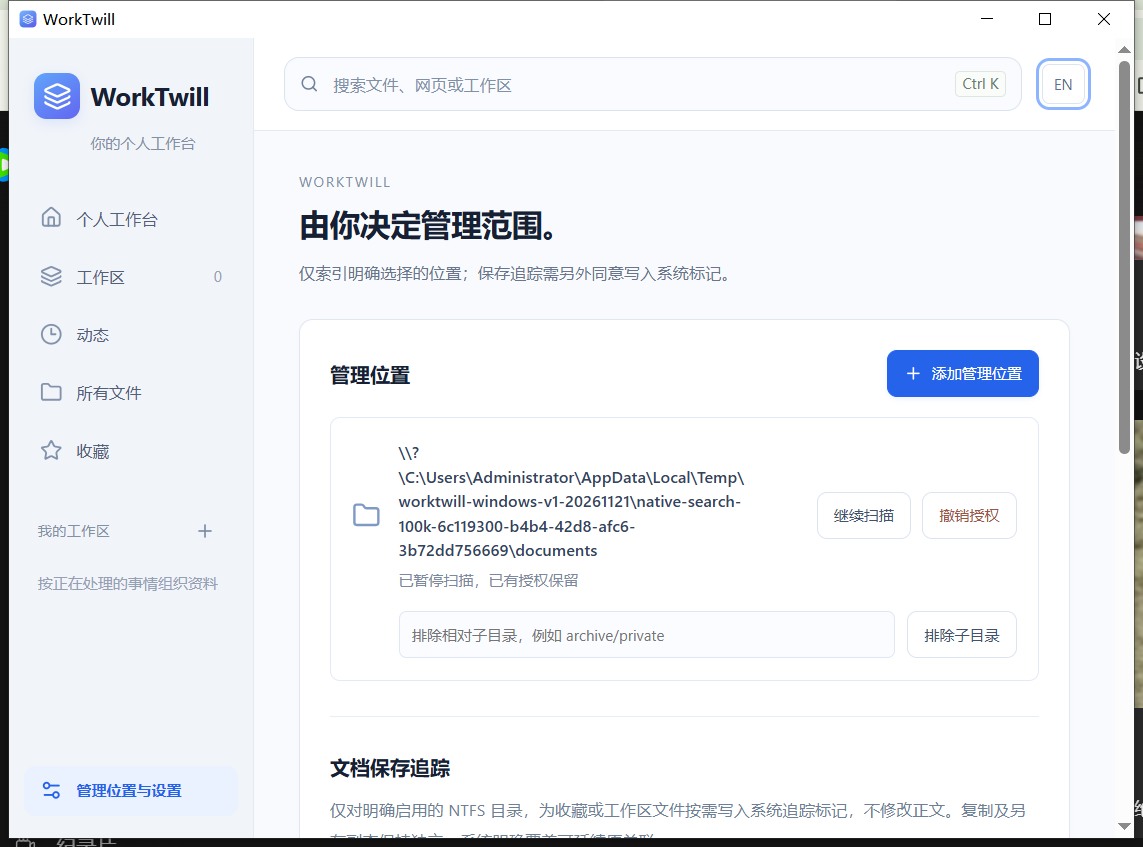 WorkTwill
WorkTwill
你的个人工作台
个人工作台
工作区 0
动态
所有文件
收藏
我的工作区 +
按正在处理的事情组织资料
管理位置与设置
搜索文件、网页或工作区 Ctrl K EN
WORKTWILL
由你决定管理范围。
仅索引明确选择的位置；保存追踪需另外同意写入系统标记。
管理位置
+ 添加管理位置
\\?
\C:\Users\Administrator\AppData\Local\Temp\
worktwill-windows-v1-20261121\native-search-
100k-6c119300-b4b4-42d8-afc6-
3b72dd756669\documents
已暂停扫描，已有授权保留
继续扫描 撤销授权
排除相对子目录，例如 archive/private 排除子目录
文档保存追踪
仅对明确启用的 NTFS 目录，为收藏或工作区文件按需写入系统追踪标记，不修改正文。复制及另